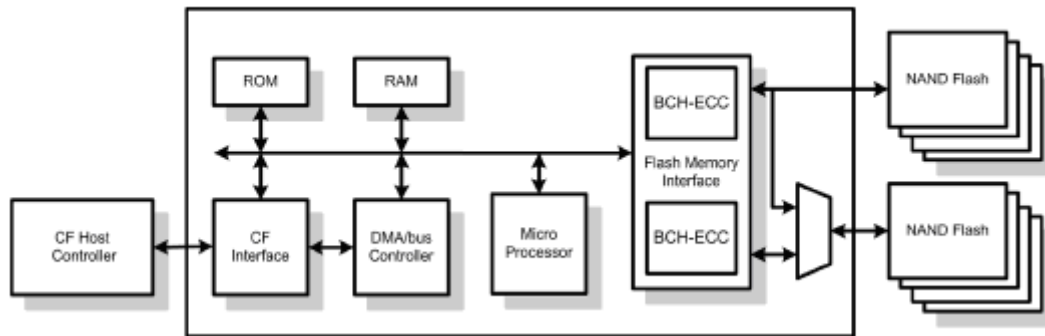 ROM
RAM
BCH-ECC
NAND Flash
Flash Memory
Interface
CF Host
Controller
CF
Interface
DMA/bus
Controller
Micro
Processor
BCH-ECC
NAND Flash